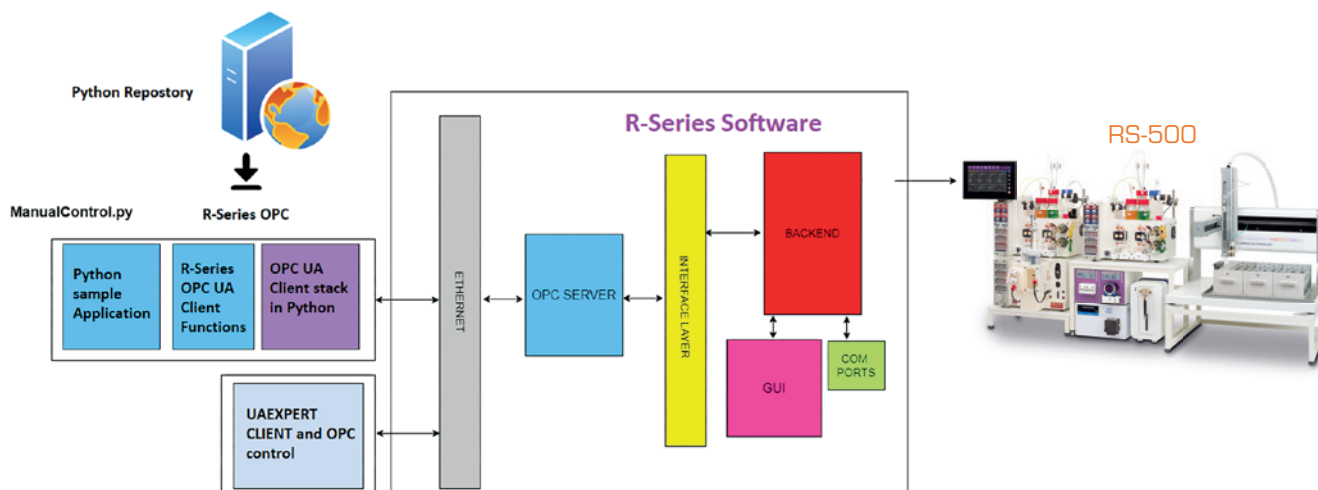 Python Repostory
ManualControl.py
R-Series OPC
Python
sample
Application
R-Series
OPC UA
Client
Functions
OPC UA
Client stack
in Python
UAEXPERT
CLIENT and OPC
control
R-Series Software
ETHERNET
OPC SERVER
INTERFACE LAYER
BACKEND
GUI
COM
PORTS
RS-500